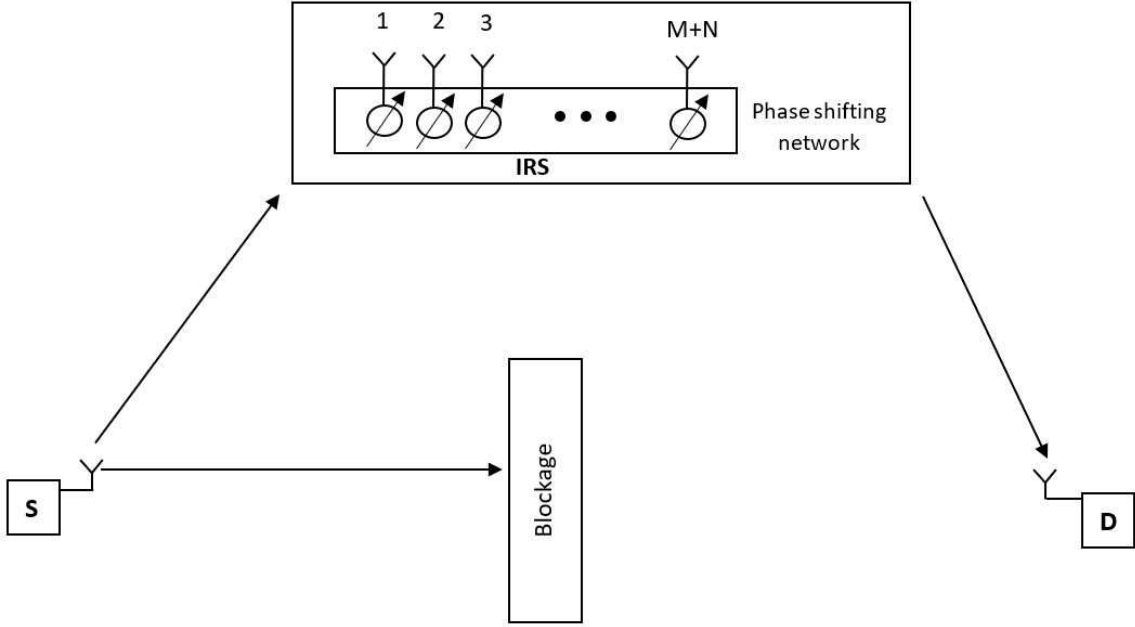 1 2 3 M+N
Phase shifting
network
IRS
Blockage
S
D